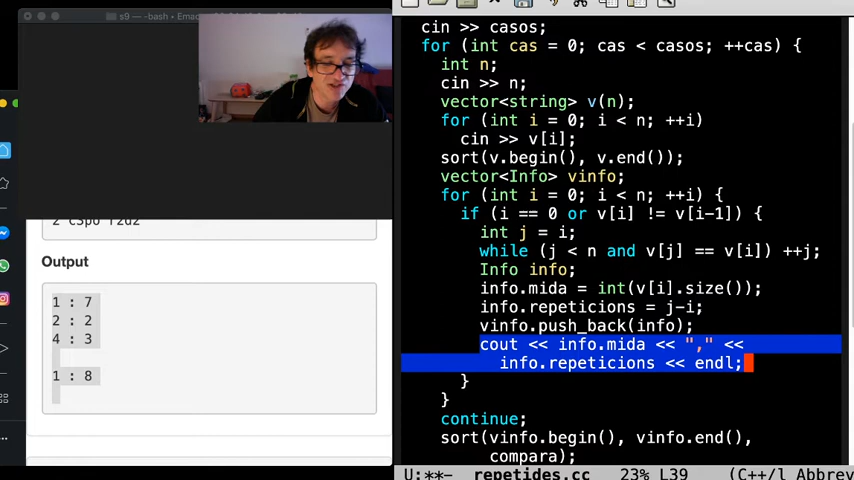 s9 — -bash
Emac
2 c3po r2d2
Output
1 : 7
2 : 2
4 : 3
1 : 8
cin >> casos;
for (int cas = 0; cas < casos; ++cas) {
int n;
cin >> n;
vector<string> v(n);
for (int i = 0; i < n; ++i)
cin >> v[i];
sort(v.begin(), v.end());
vector<Info> vinfo;
for (int i = 0; i < n; ++i) {
if (i == 0 or v[i] != v[i-1]) {
int j = i;
while (j < n and v[j] == v[i]) ++j;
Info info;
info.mida = int(v[i].size());
info.repeticions = j-i;
vinfo.push_back(info);
cout << info.mida << "," <<
info.repeticions << endl;
}
}
continue;
sort(vinfo.begin(), vinfo.end(),
compara);
U:**- repetides.cc 23% L39 (C++/l Abbrev